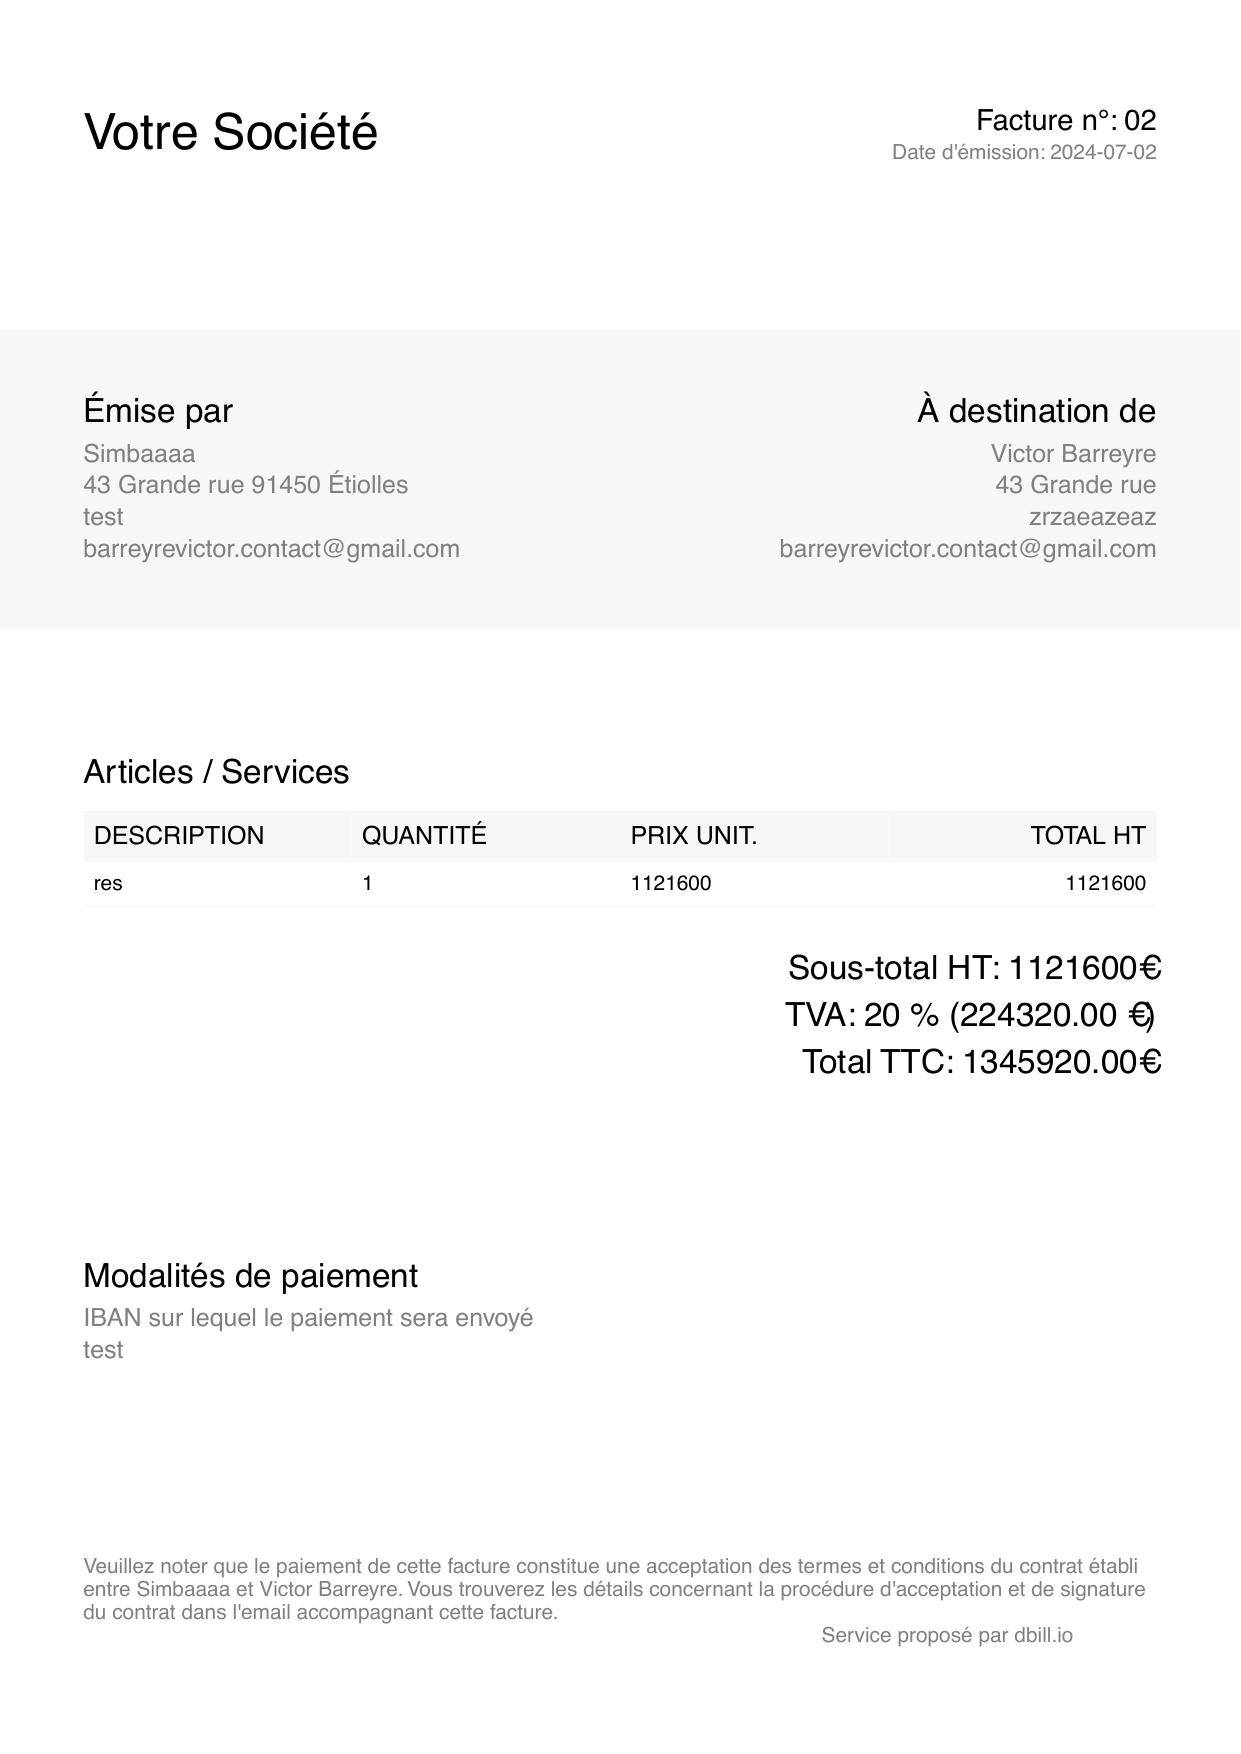 Votre Société
Facture n°: 02
Date d'émission: 2024-07-02
Émise par
Simbaaaa
43 Grande rue 91450 Étiolles
test
barreyrevictor.contact@gmail.com
À destination de
Victor Barreyre
43 Grande rue
zrzaeazeaz
barreyrevictor.contact@gmail.com
Articles / Services
DESCRIPTION QUANTITÉ PRIX UNIT. TOTAL HT
res 1 1121600 1121600
Sous-total HT: 1121600€
TVA: 20 % (224320.00 €)
Total TTC: 1345920.00€
Modalités de paiement
IBAN sur lequel le paiement sera envoyé
test
Veuillez noter que le paiement de cette facture constitue une acceptation des termes et conditions du contrat établi
entre Simbaaaa et Victor Barreyre. Vous trouverez les détails concernant la procédure d'acceptation et de signature
du contrat dans l'email accompagnant cette facture.
Service proposé par dbill.io